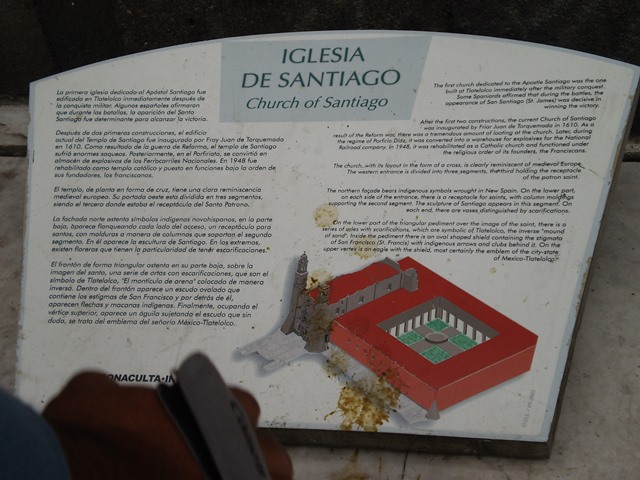 IGLESIA
DE SANTIAGO
Church of Santiago
La primera iglesia dedicada al Apóstol Santiago fue
edificada en Tlatelolco inmediatamente después de
la conquista militar. Algunos españoles afirmaron
que durante las batallas, la aparición del Santo
Santiago fue determinante para alcanzar la victoria.
Después de dos primeras construcciones, el edificio
actual del Templo de Santiago fue inaugurado por Fray Juan de Torquemada
en 1610. Como resultado de la guerra de Reforma, el templo de Santiago
sufrió enormes saqueos. Posteriormente, en el Porfiriato, se convirtió en
almacén de explosivos de los Ferrocarriles Nacionales. En 1948 fue
rehabilitado como templo católico y puesto en funciones bajo la orden de
sus fundadores, los franciscanos.
El templo, de planta en forma de cruz, tiene una clara reminiscencia
medieval europea. Su portada oeste esta dividida en tres segmentos,
siendo el tercero donde estaba el receptáculo del Santo Patrono.
La fachada norte ostenta símbolos indígenas novohispanos, en la parte
baja, aparece flanqueando cada lado del acceso, un receptáculo para
santos, con molduras a manera de columnas que soportan el segundo
segmento. En él aparece la escultura de Santiago. En los extremos,
existen floreros que tienen la particularidad de tener escarificaciones.
El frontón de forma triangular ostenta en su parte baja, sobre la
imagen del santo, una serie de ortos con escarificaciones, que son el
símbolo de Tlatelolco, "El montículo de arena" colocado de manera
inversa. Dentro del frontón aparece un escudo ovalado que
contiene los estigmas de San Francisco y por detrás de él,
aparecen flechas y macanas indígenas. Finalmente, ocupando el
vértice superior, aparece un águila sujetando el escudo que sin
duda, se trata del emblema del señorío México-Tlatelolco.
The first church dedicated to the Apostle Santiago was the one
built at Tlatelolco immediately after the military conquest.
Some Spaniards affirmed that during the battles, the
appearance of San Santiago (St. James) was decisive in
winning the victory.
After the first two constructions, the current Church of Santiago
was inaugurated by Fray Juan de Torquemada in 1610. As a
result of the Reform war, there was a tremendous amount of looting of the church. Later, during
the regime of Porfirio Díaz, it was converted into a warehouse for explosives for the National
Railroad company. In 1948, it was rehabilitated as a Catholic church and functioned under
the religious order of its founders, the Franciscans.
The church, with its layout in the form of a cross, is clearly reminiscent of medieval Europe.
The western entrance is divided into three segments, the third holding the receptacle
of the patron saint.
The northern façade bears indigenous symbols wrought in New Spain. On the lower part,
on each side of the entrance, there is a receptacle for saints, with column moldings
supporting the second segment. The sculpture of Santiago appears in this segment. On
each end, there are vases distinguished by scarifications.
On the lower part of the triangular pediment over the image of the saint, there is a
series of with scarifications, which are symbolic of Tlatelolco, the inverse "mound
of sand". Inside the pediment there is an oval shaped shield containing the stigmatta
of San Francisco (St. Francis) with indigenous arrows and clubs behind it. On the
upper vertex is an eagle with the shield, most certainly the emblem of the city-state
of Mexico-Tlatelolco.
CONACULTA·IN